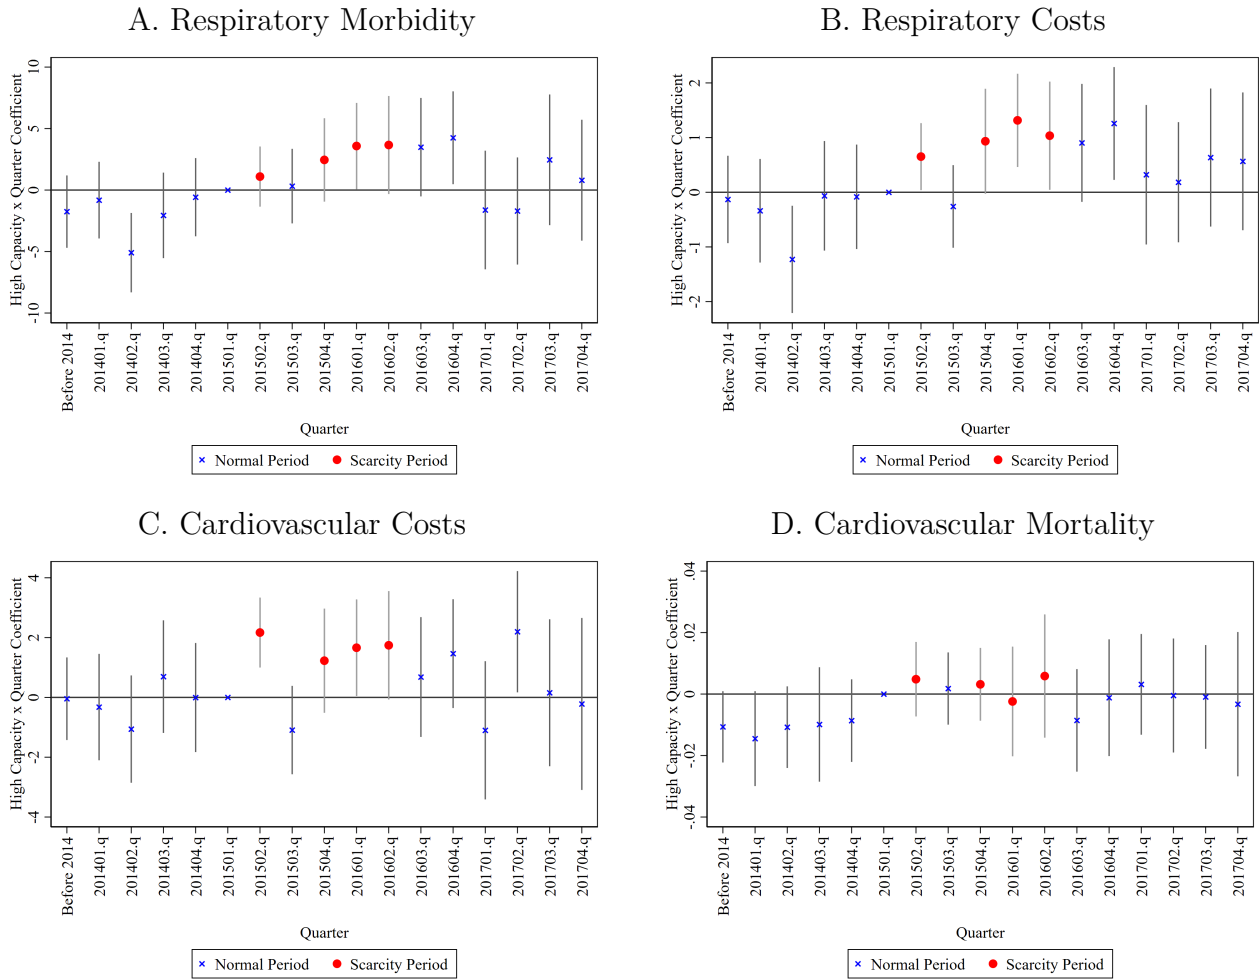 A. Respiratory Morbidity
High Capacity x Quarter Coefficient
10
5
0
-5
-10
Before 2014
201401.q
201402.q
201403.q
201404.q
201501.q
201502.q
201503.q
201504.q
201601.q
201602.q
201603.q
201604.q
201701.q
201702.q
201703.q
201704.q
Quarter
Normal Period
Scarcity Period
B. Respiratory Costs
High Capacity x Quarter Coefficient
2
1
0
-1
-2
Before 2014
201401.q
201402.q
201403.q
201404.q
201501.q
201502.q
201503.q
201504.q
201601.q
201602.q
201603.q
201604.q
201701.q
201702.q
201703.q
201704.q
Quarter
Normal Period
Scarcity Period
C. Cardiovascular Costs
High Capacity x Quarter Coefficient
4
2
0
-2
-4
Before 2014
201401.q
201402.q
201403.q
201404.q
201501.q
201502.q
201503.q
201504.q
201601.q
201602.q
201603.q
201604.q
201701.q
201702.q
201703.q
201704.q
Quarter
Normal Period
Scarcity Period
D. Cardiovascular Mortality
High Capacity x Quarter Coefficient
.04
.02
0
-.02
-.04
Before 2014
201401.q
201402.q
201403.q
201404.q
201501.q
201502.q
201503.q
201504.q
201601.q
201602.q
201603.q
201604.q
201701.q
201702.q
201703.q
201704.q
Quarter
Normal Period
Scarcity Period